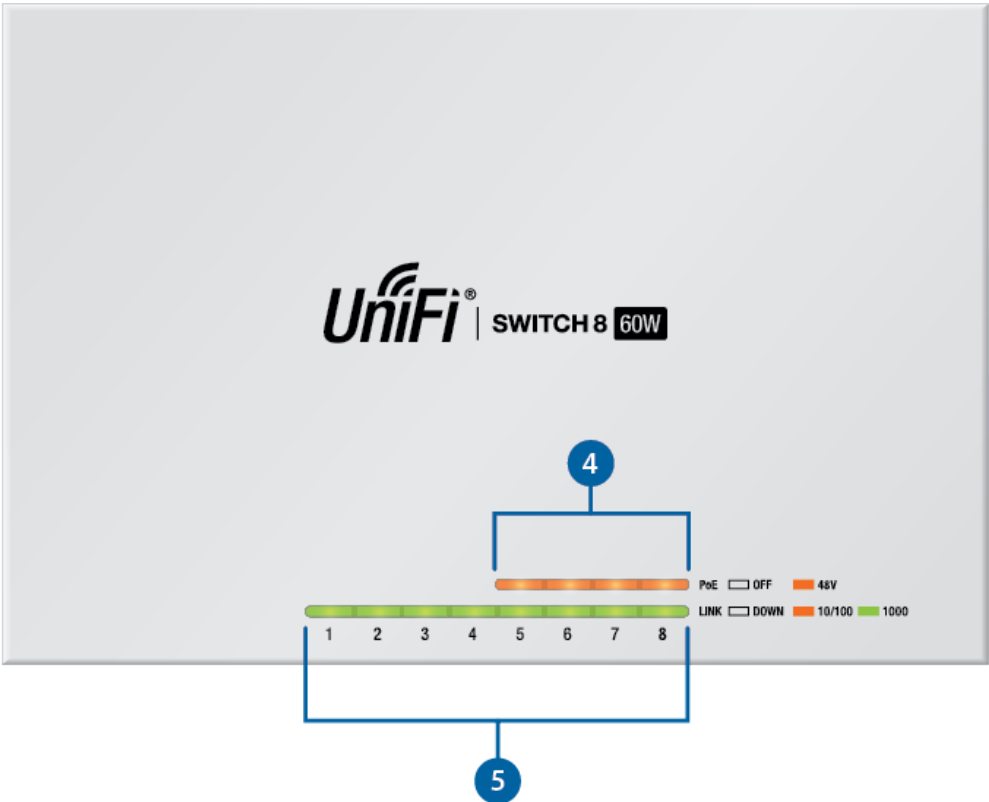 UniFi® | SWITCH 8 60W
4
PoE OFF 48V
LINK DOWN 10/100 1000
1 2 3 4 5 6 7 8
5